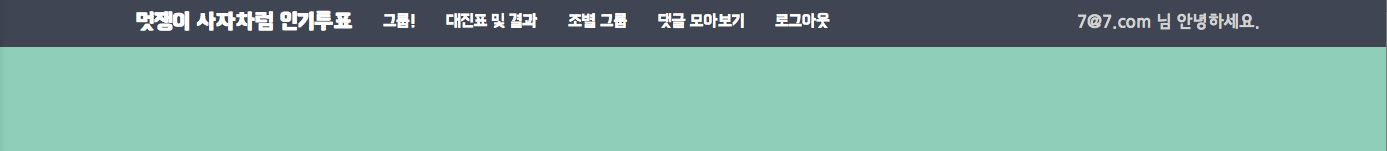 멋쟁이 사자차럼 인기투표 그룹! 대진표 및 결과 조별 그룹 댓글 모아보기 로그아웃 7@7.com 님 안녕하세요.